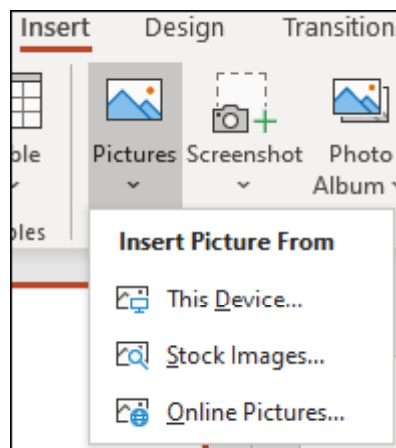 Insert Design Transition
ble Pictures Screenshot Photo
Album
bles
Insert Picture From
This Device...
Stock Images...
Online Pictures...